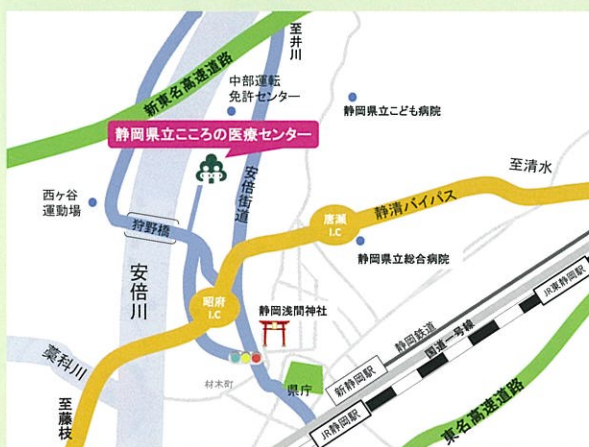 至井川
新東名高速道路
中部運転
免許センター
静岡県立こども病院
静岡県立こころの医療センター
至清水
西ヶ谷
運動場
安倍街道
唐瀬
I.C
静清バイパス
狩野橋
静岡県立総合病院
安倍川
昭府
I.C
静岡浅間神社
JR東静岡駅
静岡鉄道
国道一号線
藁科川
材木町
県庁
新静岡駅
至藤枝
JR静岡駅
東名高速道路